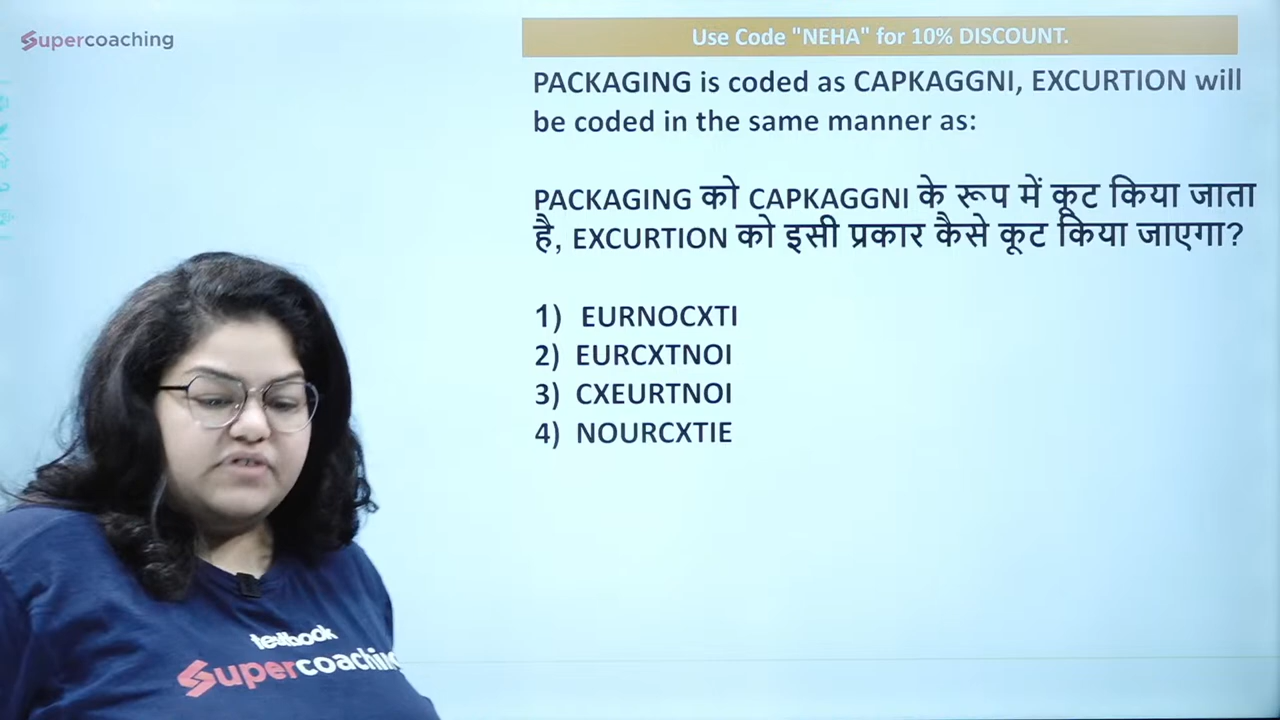 Supercoaching
Use Code "NEHA" for 10% DISCOUNT.
PACKAGING is coded as CAPKAGGNI, EXCURTION will
be coded in the same manner as:
PACKAGING को CAPKAGGNI के रूप में कूट किया जाता
है, EXCURTION को इसी प्रकार कैसे कूट किया जाएगा?
1) EURNOCXTI
2) EURCXTNOI
3) CXEURTNOI
4) NOURCXTIE
testbook
Supercoaching